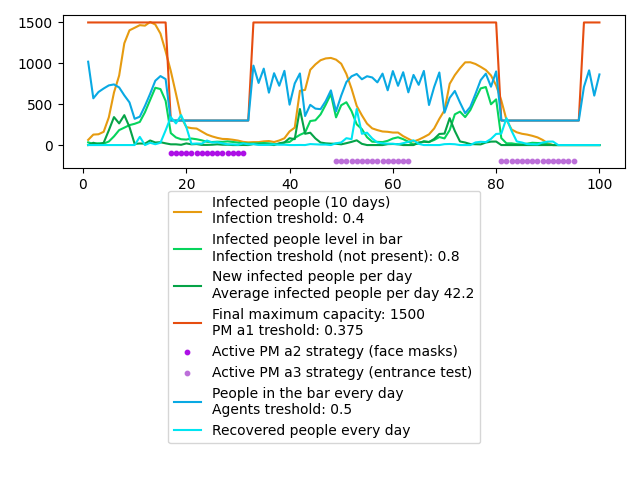 1500
1000
500
0
0 20 40 60 80 100
Infected people (10 days)
Infection treshold: 0.4
Infected people level in bar
Infection treshold (not present): 0.8
New infected people per day
Average infected people per day 42.2
Final maximum capacity: 1500
PM a1 treshold: 0.375
Active PM a2 strategy (face masks)
Active PM a3 strategy (entrance test)
People in the bar every day
Agents treshold: 0.5
Recovered people every day